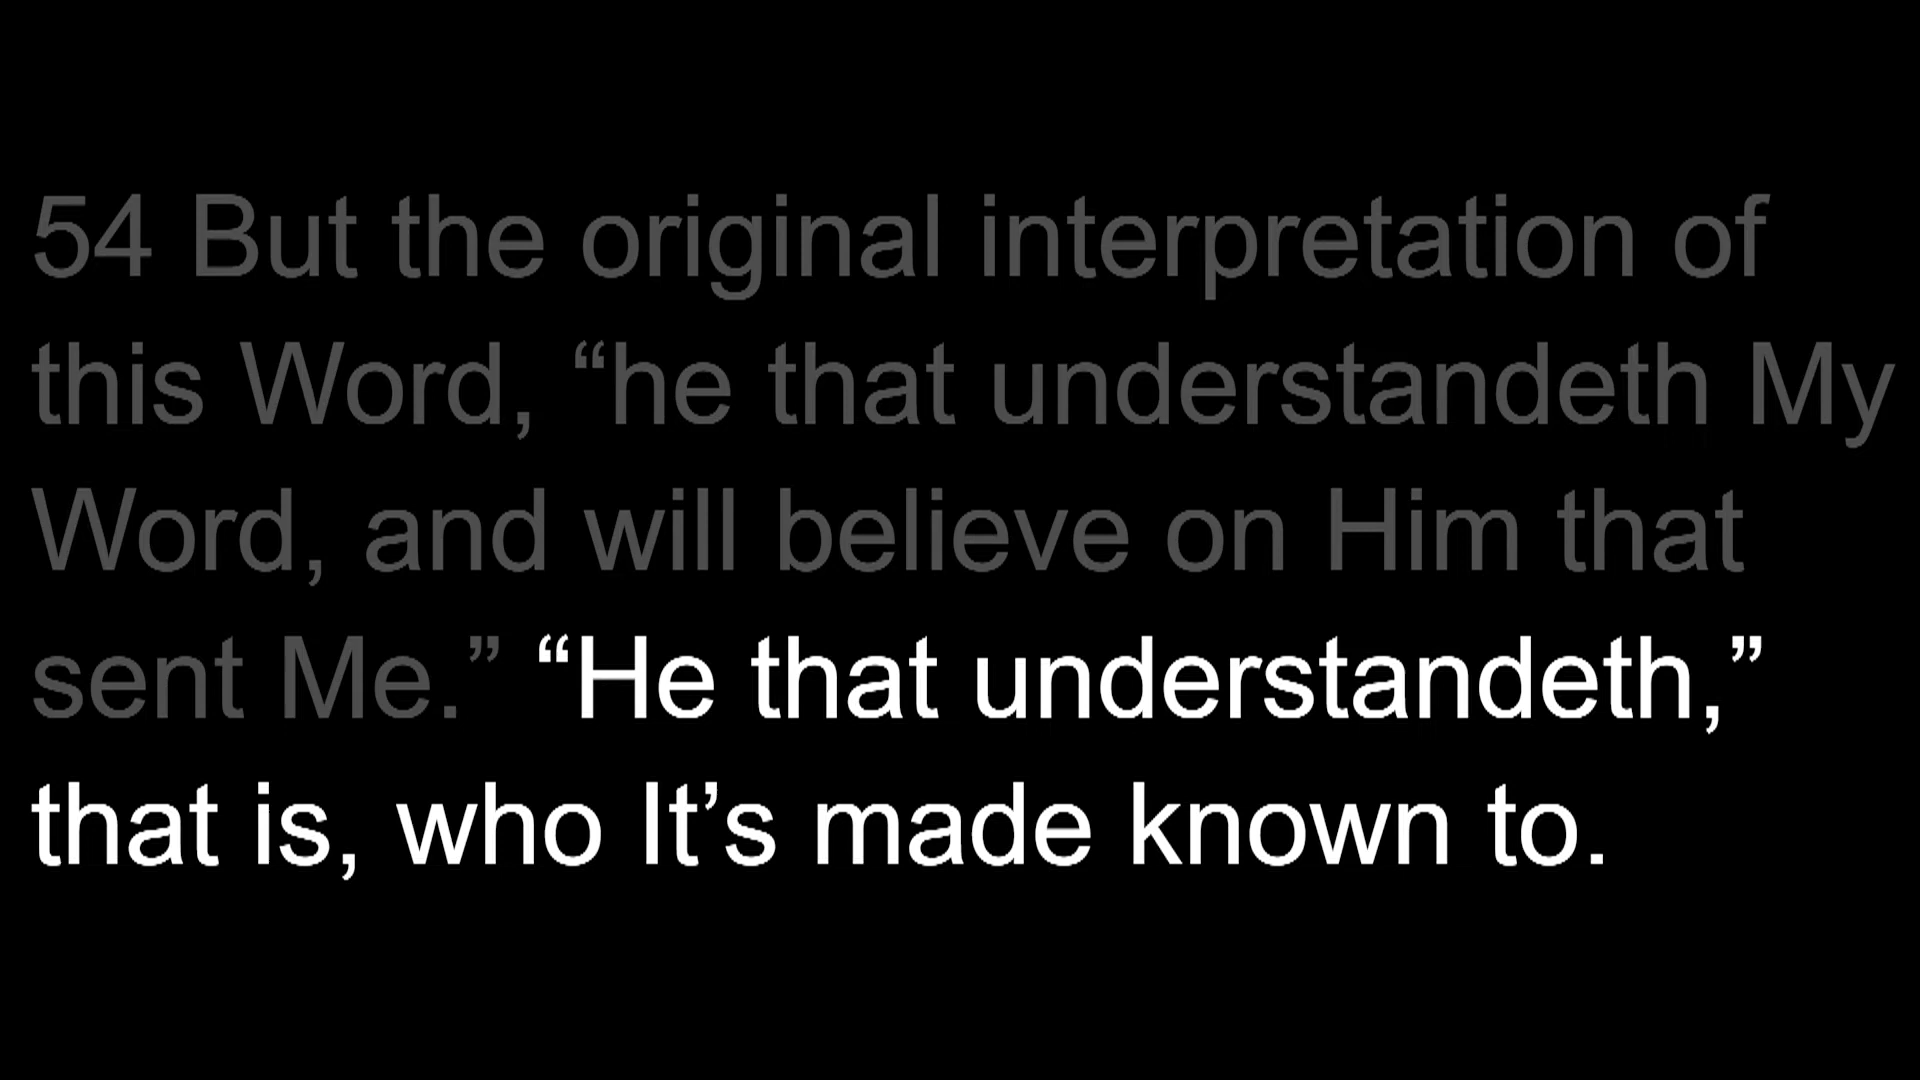 54 But the original interpretation of
this Word, “he that understandeth My
Word, and will believe on Him that
sent Me.” “He that understandeth,”
that is, who It’s made known to.